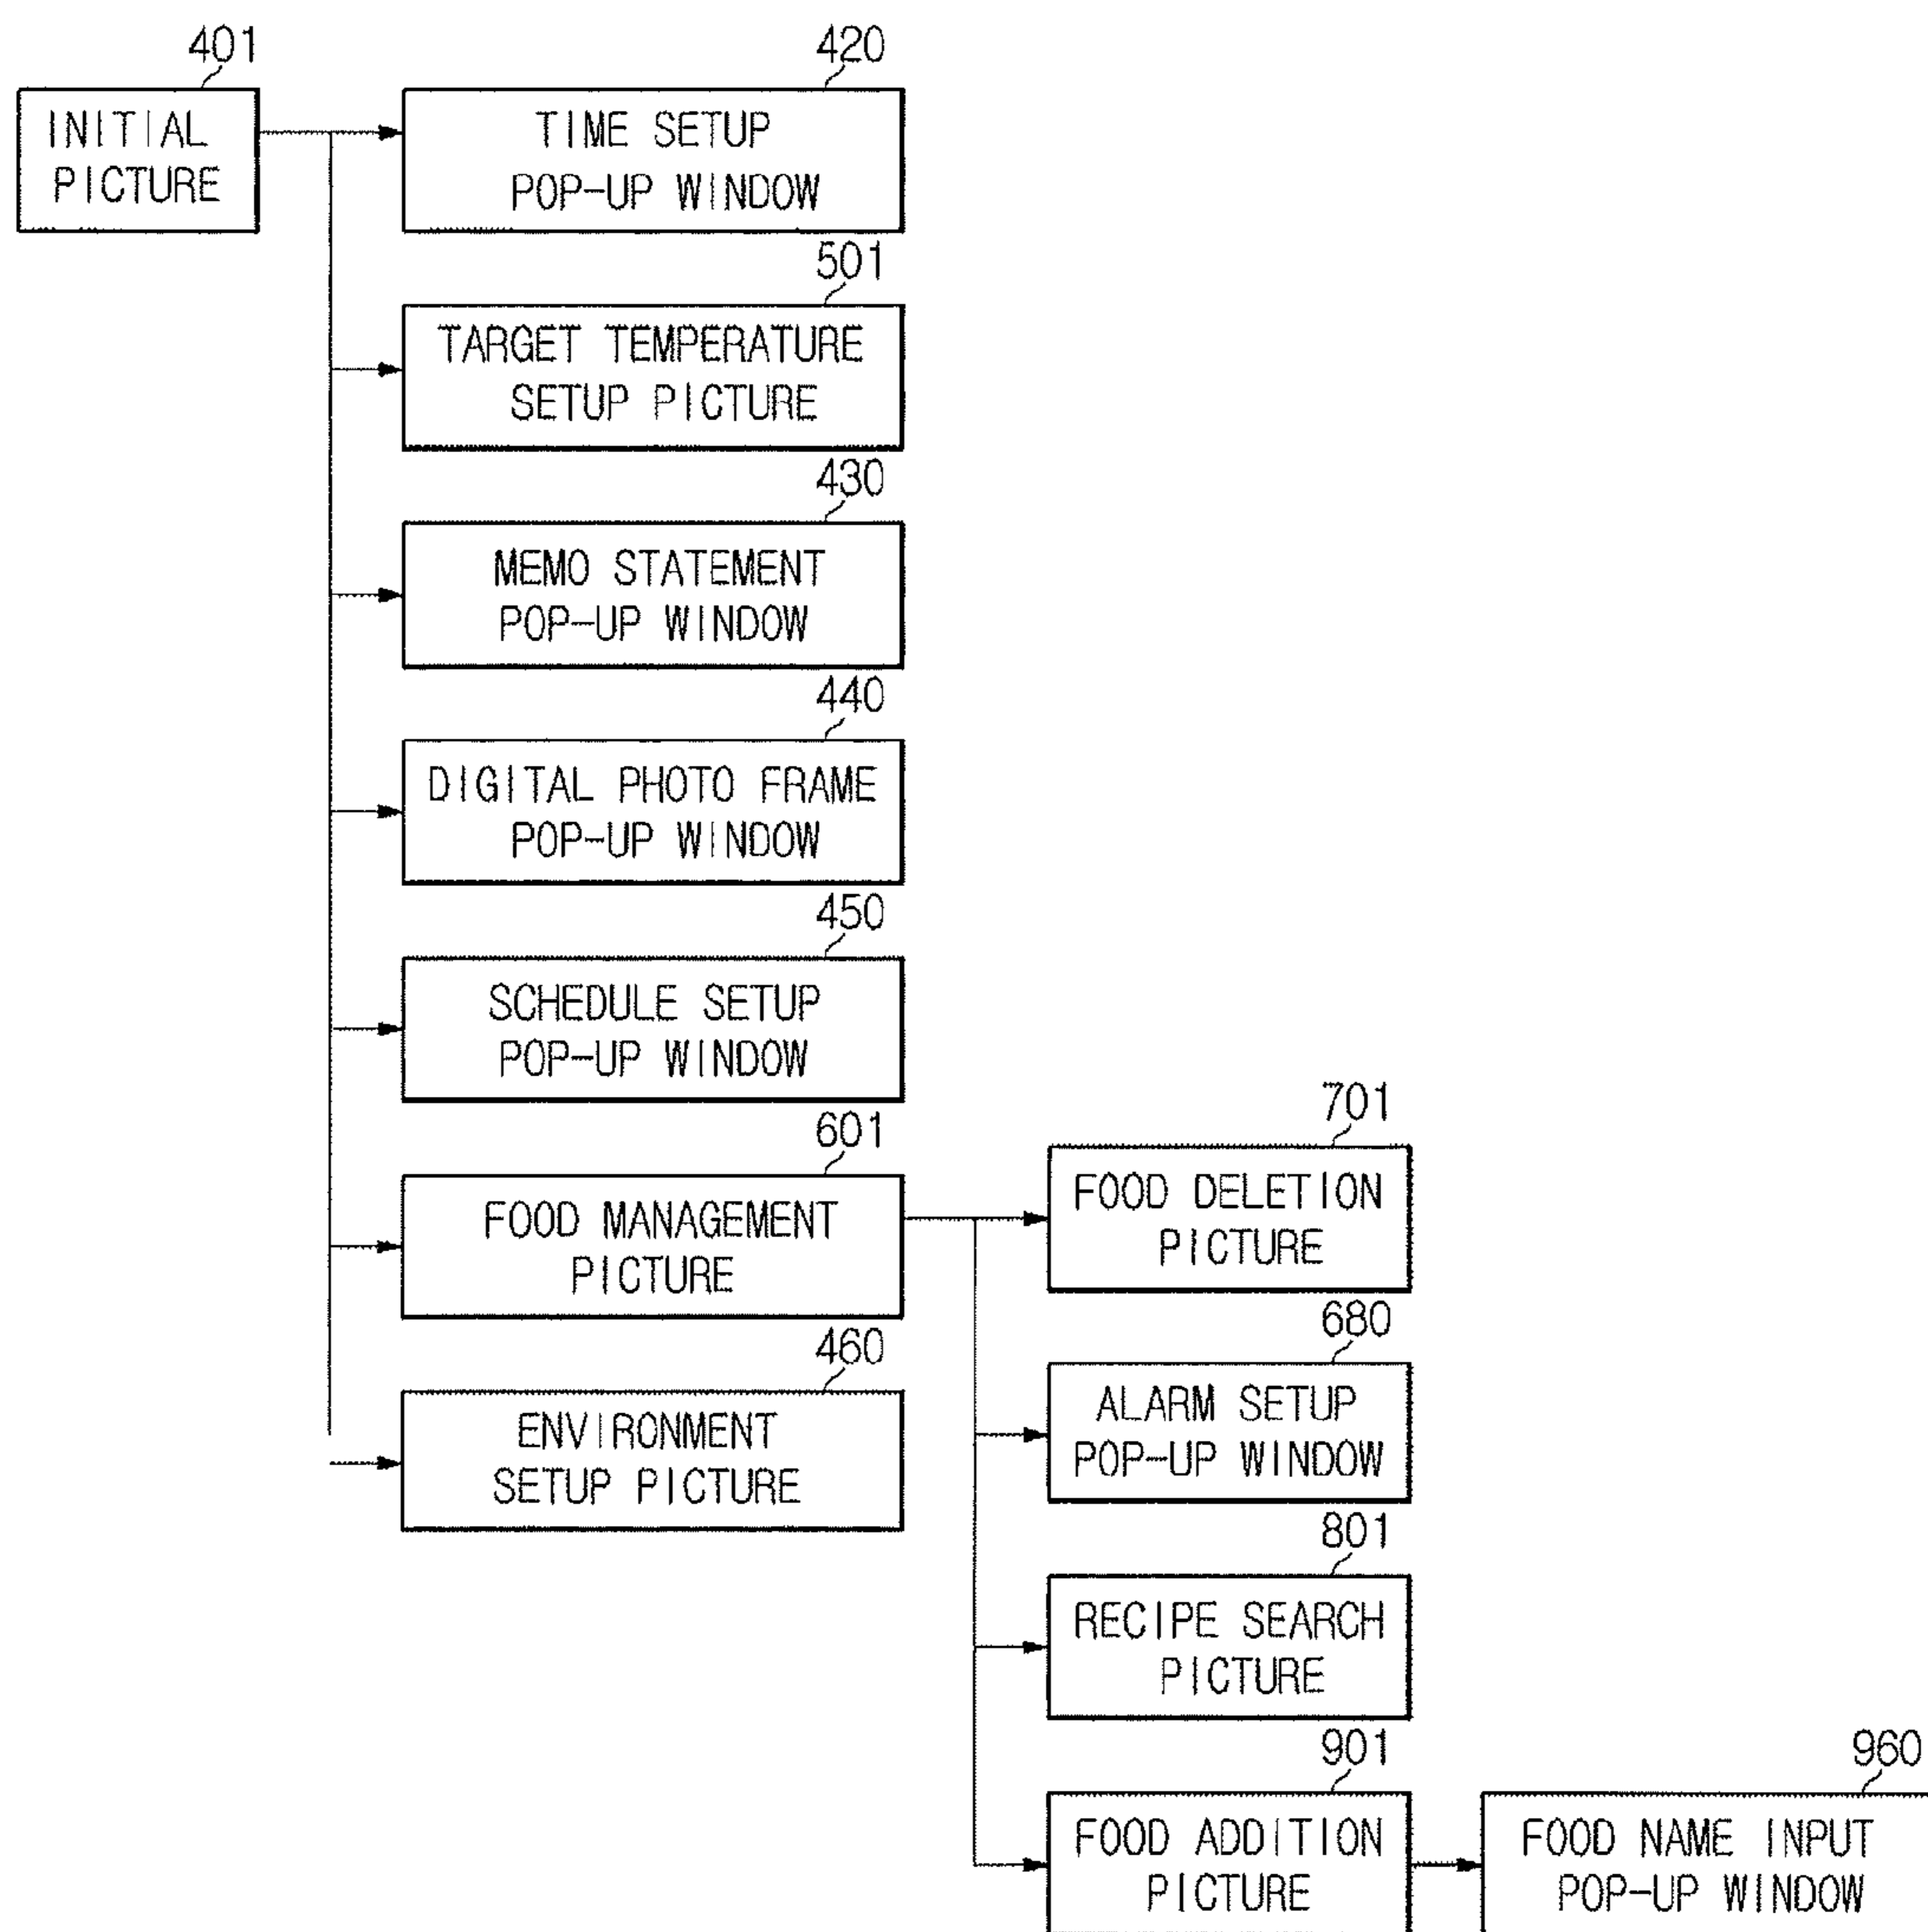 401
INITIAL
PICTURE
420
TIME SETUP
POP-UP WINDOW
501
TARGET TEMPERATURE
SETUP PICTURE
430
MEMO STATEMENT
POP-UP WINDOW
440
DIGITAL PHOTO FRAME
POP-UP WINDOW
450
SCHEDULE SETUP
POP-UP WINDOW
601
FOOD MANAGEMENT
PICTURE
460
ENVIRONMENT
SETUP PICTURE
701
FOOD DELETION
PICTURE
680
ALARM SETUP
POP-UP WINDOW
801
RECIPE SEARCH
PICTURE
901
FOOD ADDITION
PICTURE
960
FOOD NAME INPUT
POP-UP WINDOW